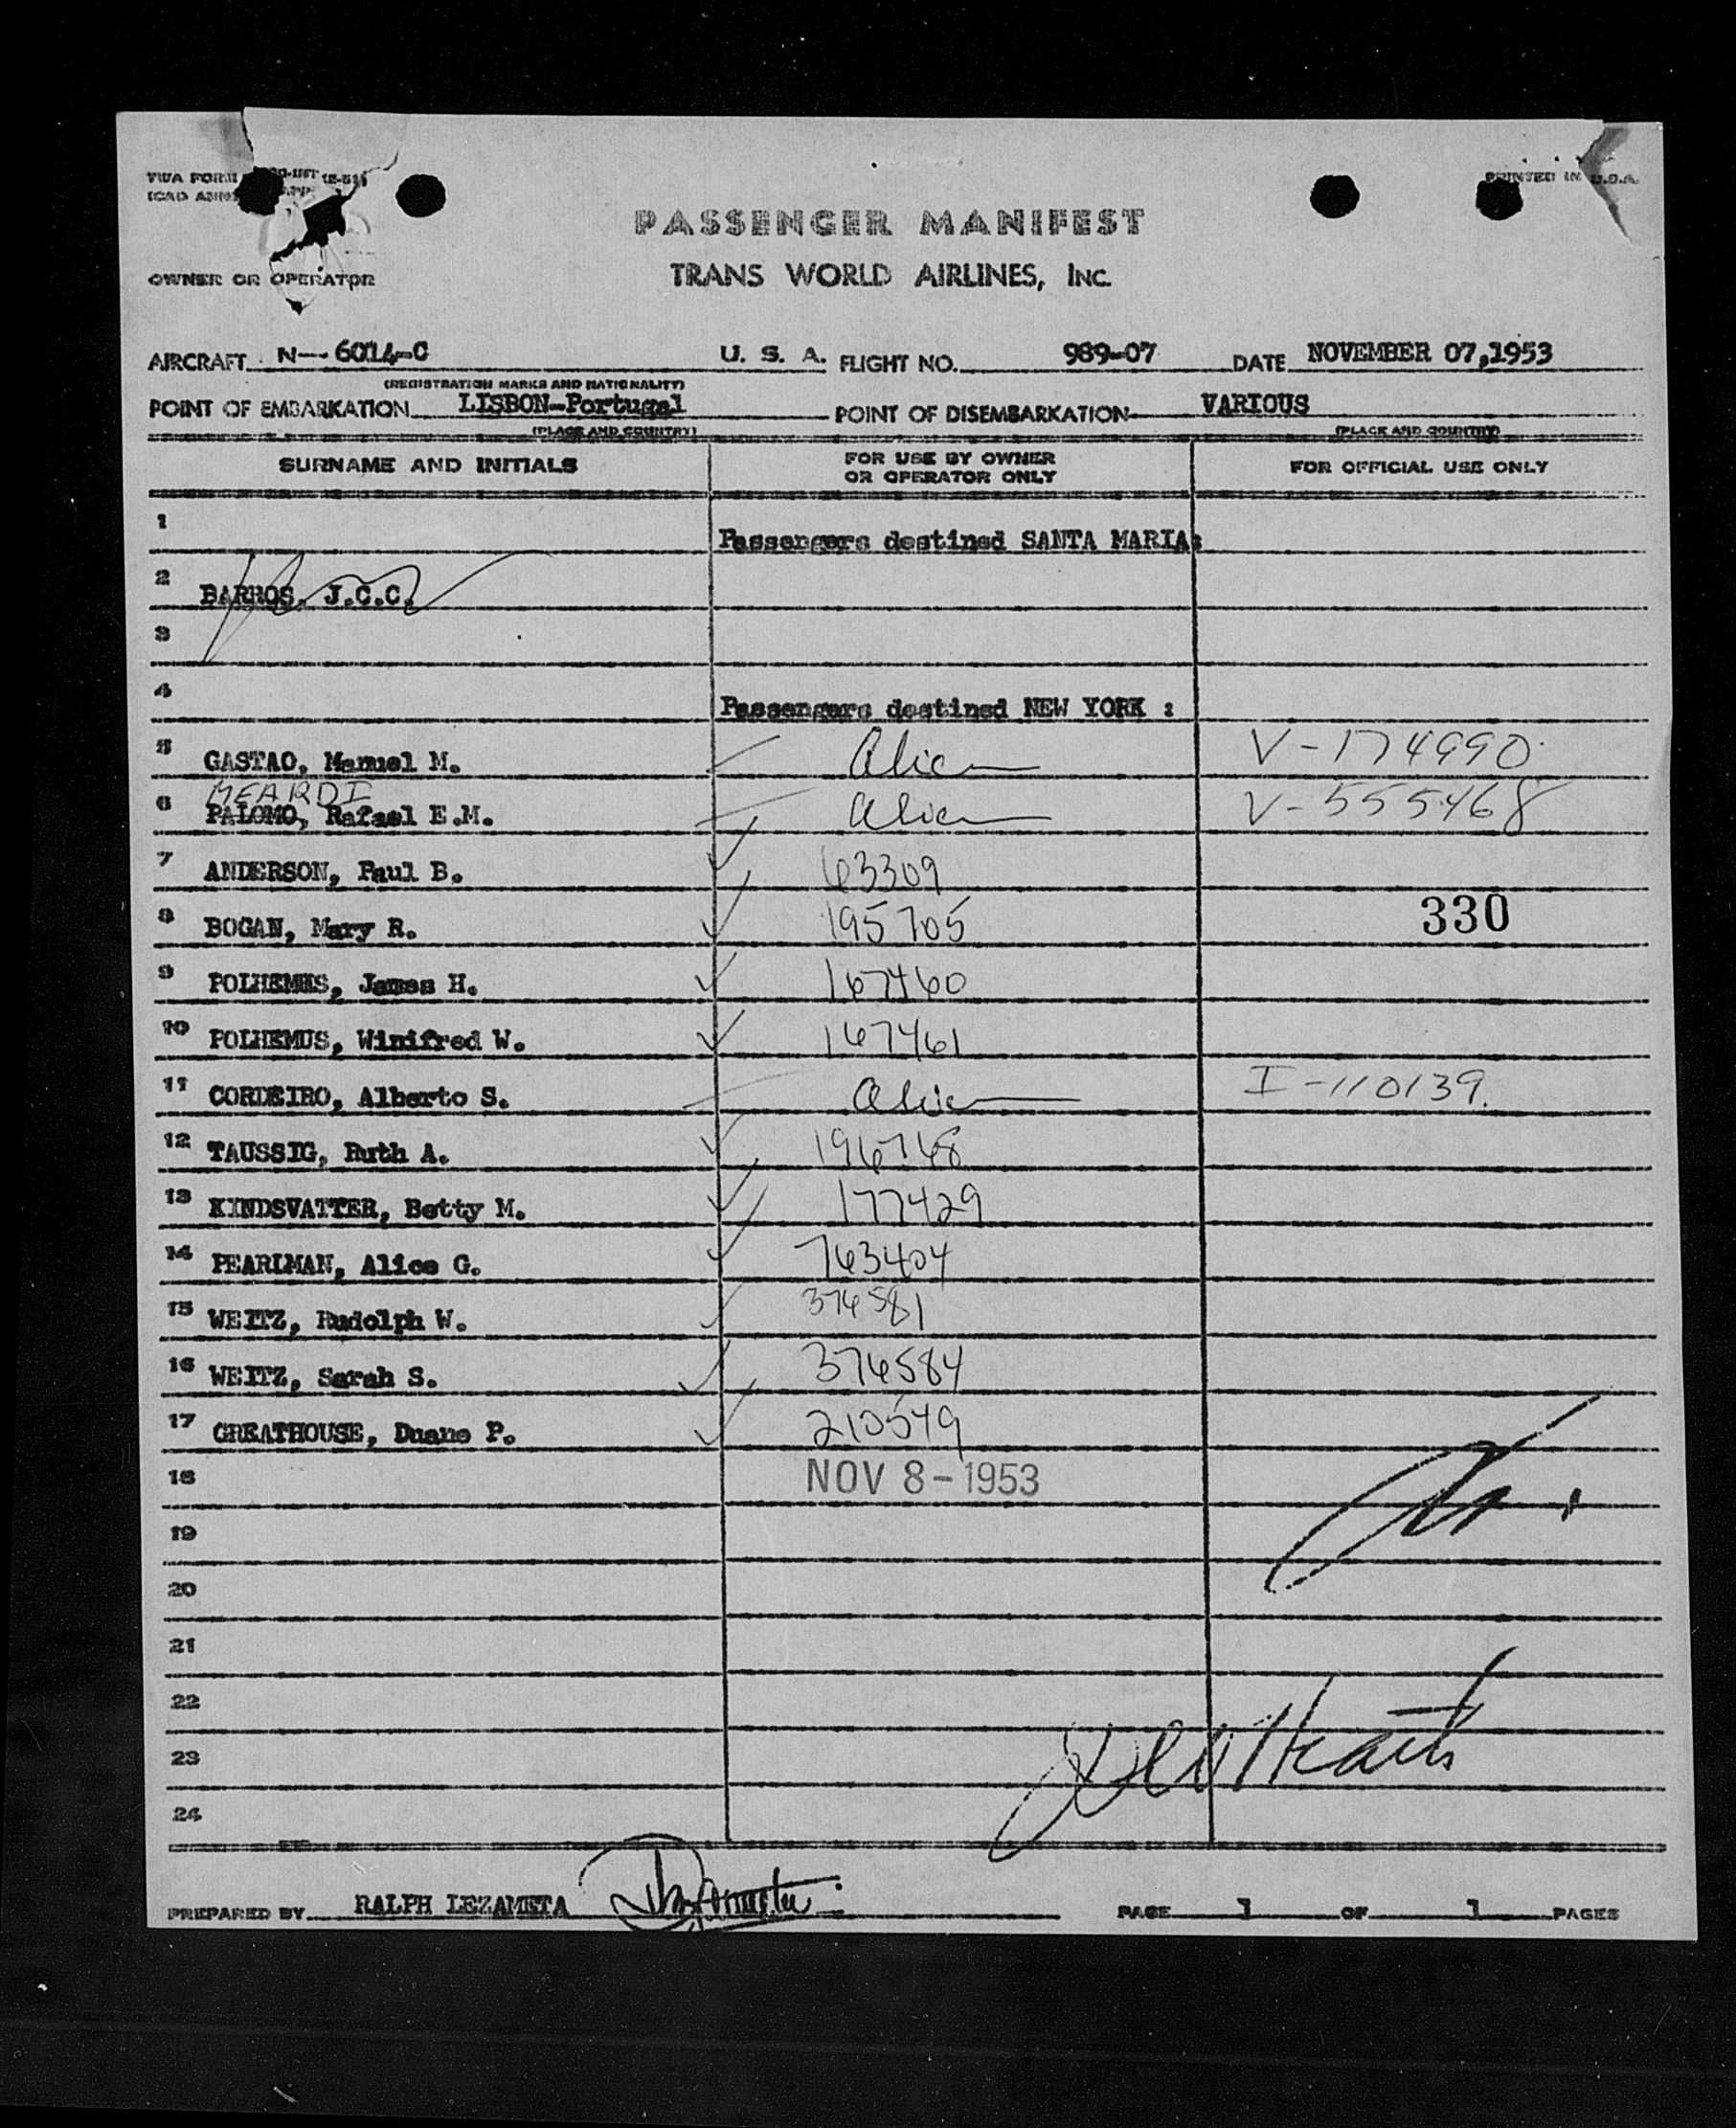 TWA FORM
PRINTED IN U.S.A.
PASSENGER MANIFEST
OWNER OR OPERATOR
TRANS WORLD AIRLINES, INC.
AIRCRAFT N--6014-C U. S. A. FLIGHT NO. 989-07 DATE NOVEMBER 07,1953
(REGISTRATION MARKS AND NATIONALITY)
POINT OF EMBARKATION LISBON-Portugal POINT OF DISEMBARKATION VARIOUS
(PLACE AND COUNTRY) (PLACE AND COUNTRY)
SURNAME AND INITIALS FOR USE BY OWNER OR OPERATOR ONLY FOR OFFICIAL USE ONLY
1 Passengers destined SANTA MARIA:
2 BARROS, J.C.C.
3
4 Passengers destined NEW YORK :
5 GASTAO, Manuel M. Alien V-174990
MEARDI
6 PALOMO, Rafael E.M. Alien V-555468
7 ANDERSON, Paul B. 63309
8 BOGAN, Mary R. 195705 330
9 POLHEMUS, James H. 167460
10 POLHEMUS, Winifred W. 167461
11 CORDEIRO, Alberto S. Alien I-110139.
12 TAUSSIG, Ruth A. 196748
13 KINDSVATTER, Betty M. 177429
14 PEARLMAN, Alice G. 763404
15 WEITZ, Rudolph W. 376581
16 WEITZ, Sarah S. 376584
17 GREATHOUSE, Duane P. 210549
18 NOV 8-1953
19
20
21
22
23
24
PREPARED BY RALPH LEZAMETA PAGE 1 OF 1 PAGES